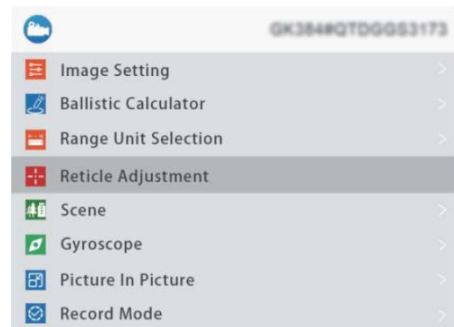 GK384#QTDGGS3173
Image Setting
Ballistic Calculator
Range Unit Selection
Reticle Adjustment
Scene
Gyroscope
Picture In Picture
Record Mode